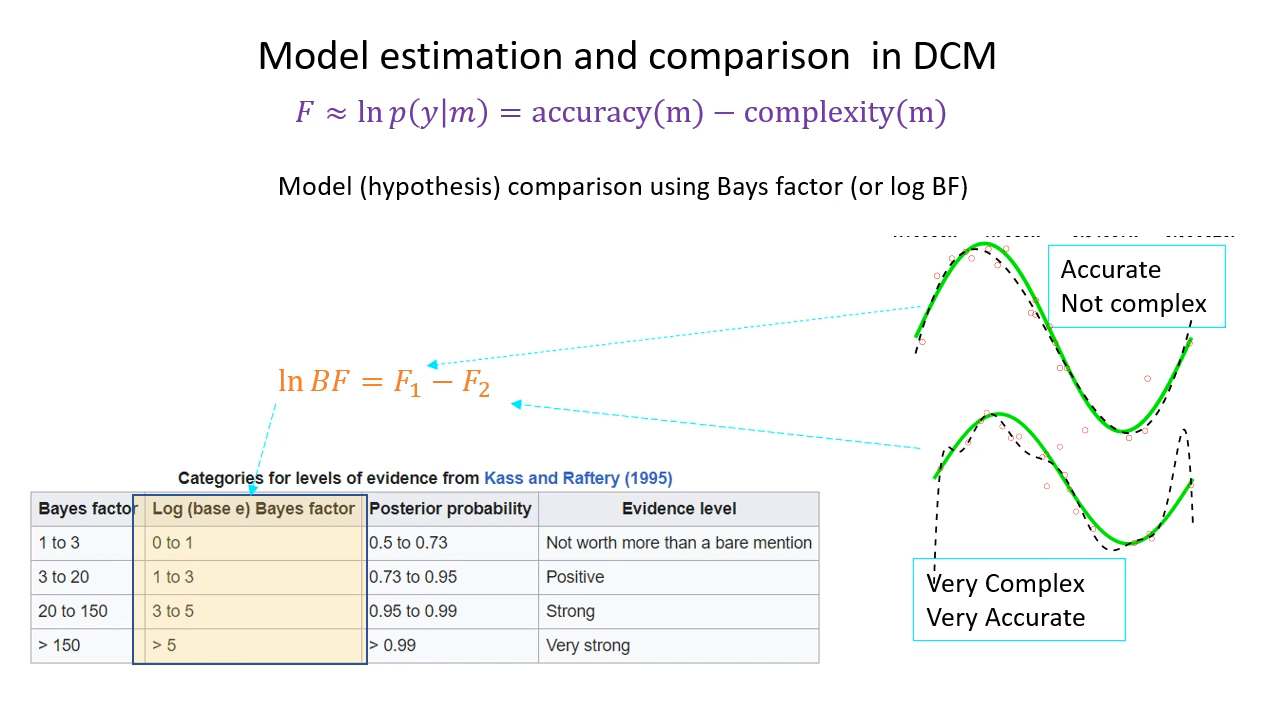 Model estimation and comparison in DCM
F ≈ ln p(y|m) = accuracy(m) − complexity(m)
Model (hypothesis) comparison using Bays factor (or log BF)
Accurate
Not complex
ln BF = F₁ − F₂
Very Complex
Very Accurate
Categories for levels of evidence from Kass and Raftery (1995)
Bayes factor Log (base e) Bayes factor Posterior probability Evidence level
1 to 3 0 to 1 0.5 to 0.73 Not worth more than a bare mention
3 to 20 1 to 3 0.73 to 0.95 Positive
20 to 150 3 to 5 0.95 to 0.99 Strong
> 150 > 5 > 0.99 Very strong